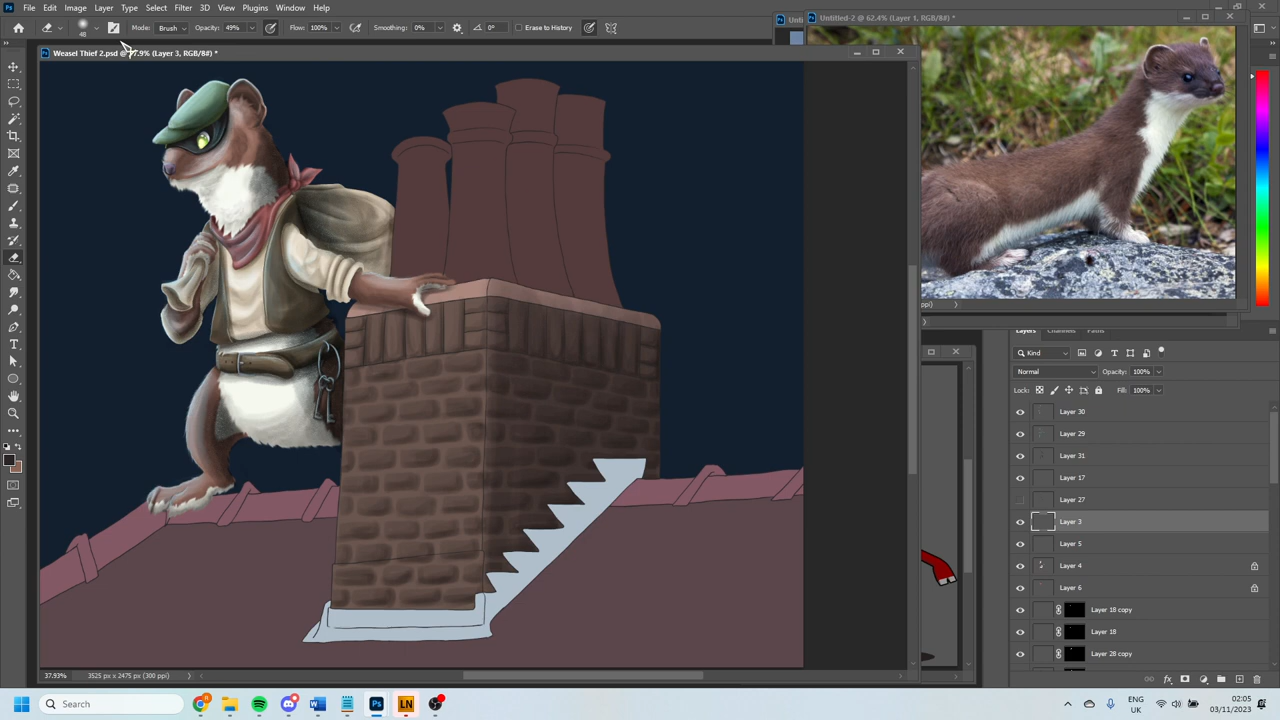 File Edit Image Layer Type Select Filter 3D View Plugins Window Help
48 Mode: Brush Opacity: 49% Flow: 100% Smoothing: 0% 0° Erase to History
Untitled-2 @ 62.4% (Layer 1, RGB/8#) *
Weasel Thief 2.psd @ (Layer 3, RGB/8#) *
Layers Channels Paths
Kind
Normal Opacity: 100%
Lock: Fill: 100%
Layer 30
Layer 29
Layer 31
Layer 17
Layer 27
Layer 3
Layer 5
Layer 4
Layer 6
Layer 18 copy
Layer 18
Layer 28 copy
37.93% 3525 px x 2475 px (300 ppi)
Search
ENG
UK
02:05
03/11/2023